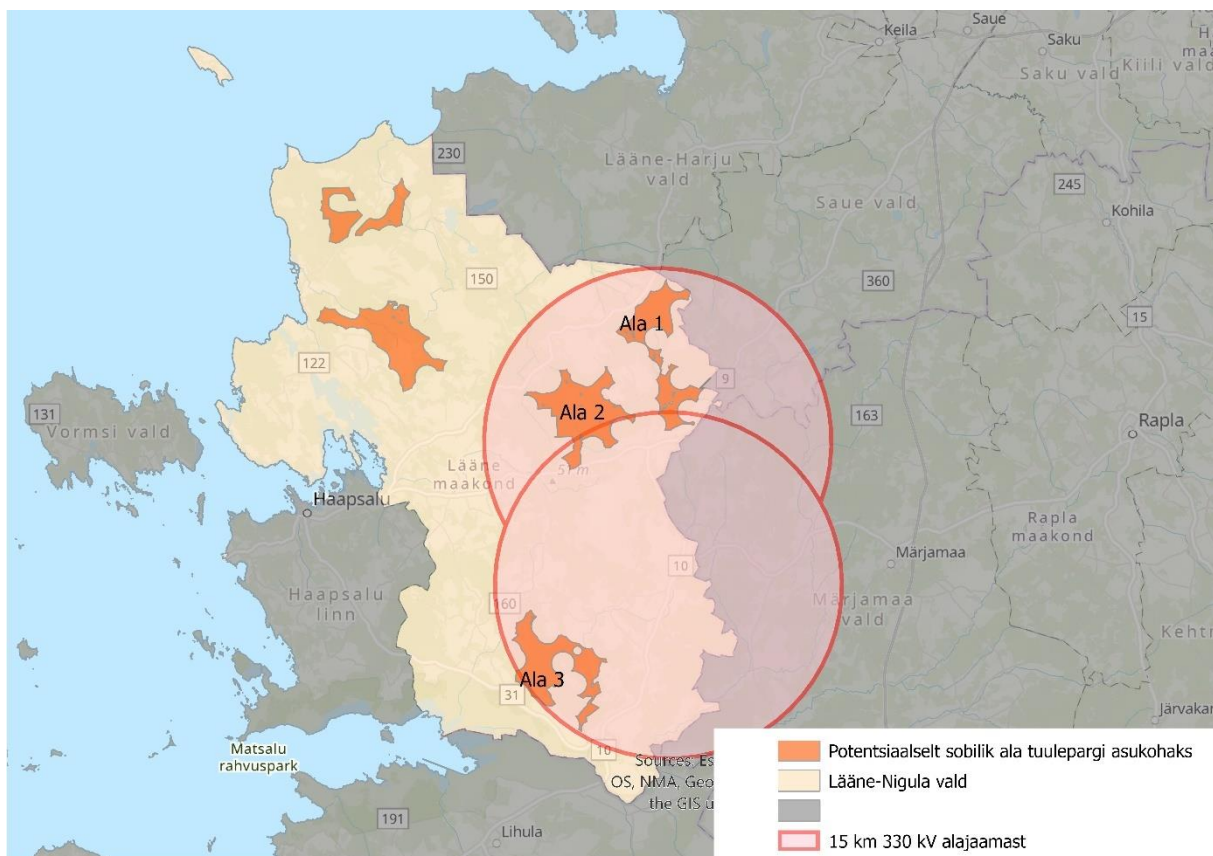 Keila
Saue
Saku
Saku vald
Kiili vald
230
Lääne-Harju
vald
245
Saue vald
Kohila
150
360
Ala 1
15
122
9
131
Vormsi vald
Ala 2
163
Rapla
Lääne
maakond
51 m
Haapsalu
Rapla
maakond
10
Märjamaa
Haapsalu
linn
160
Märjamaa
vald
Ala 3
31
Järvakan
Matsalu
rahvuspark
10
Sources: Es
OS, NMA, Geo
the GIS u
191
Lihula
Potentsiaalselt sobilik ala tuulepargi asukohaks
Lääne-Nigula vald
15 km 330 kV alajaamast